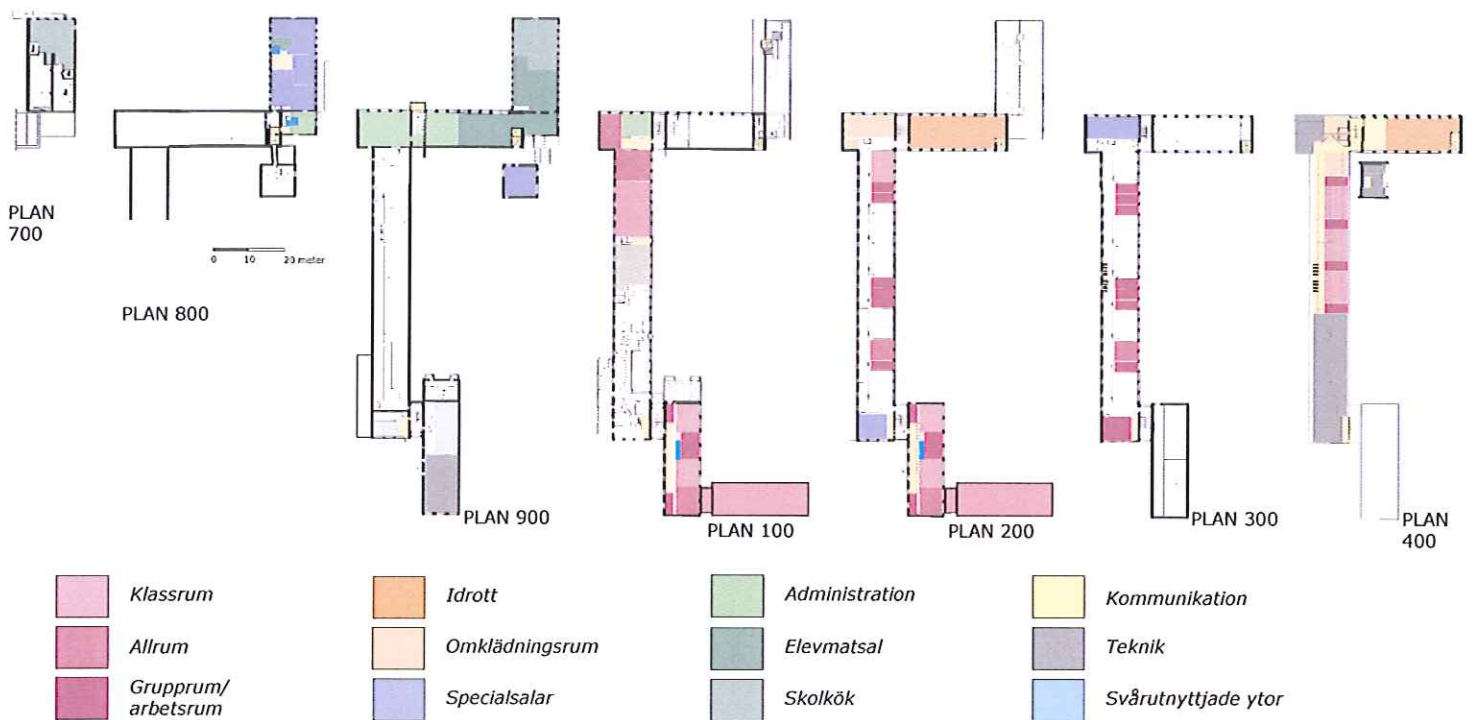 PLAN
700
0 10 20 meter
PLAN 800
PLAN 900
PLAN 100
PLAN 200
PLAN 300
PLAN
400
Klassrum
Idrott
Administration
Kommunikation
Allrum
Omklädningsrum
Elevmatsal
Teknik
Grupprum/
arbetsrum
Specialsalar
Skolkök
Svårutnyttjade ytor